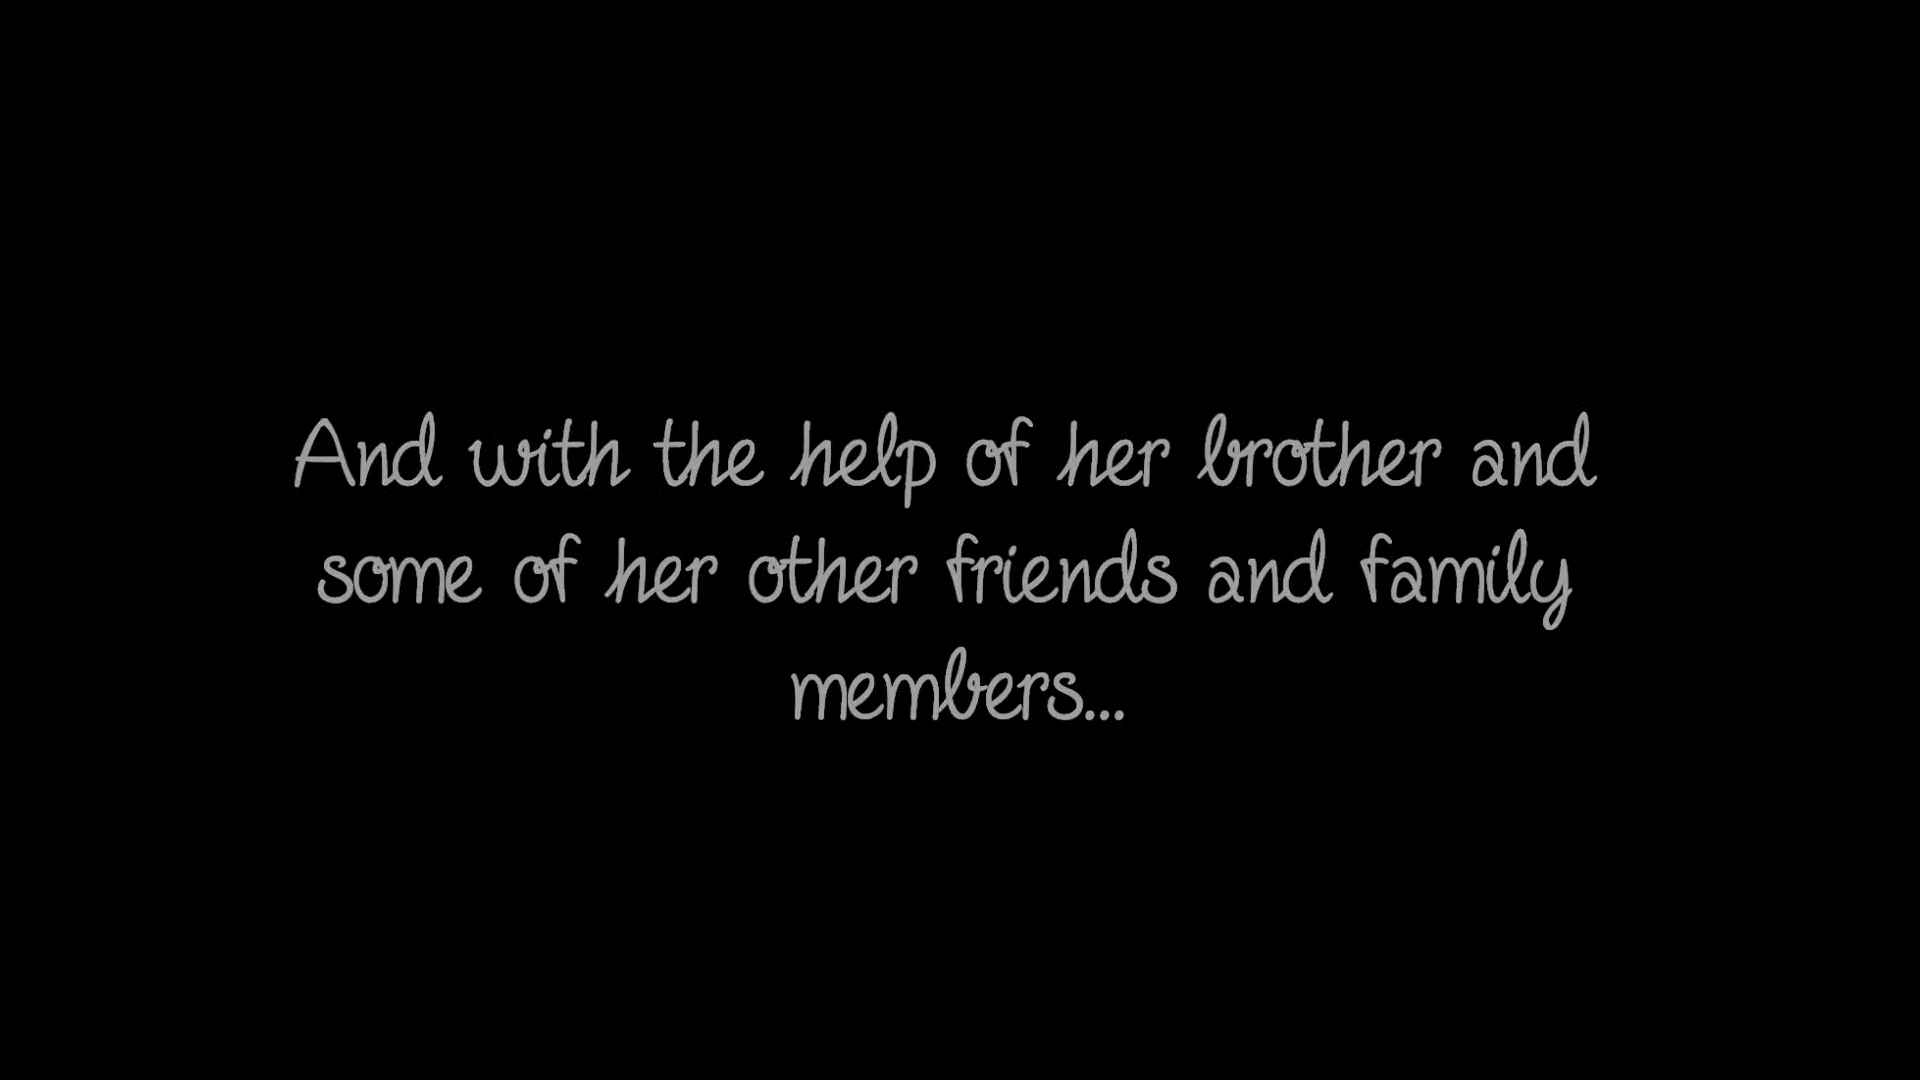 And with the help of her brother and
some of her other friends and family
members...